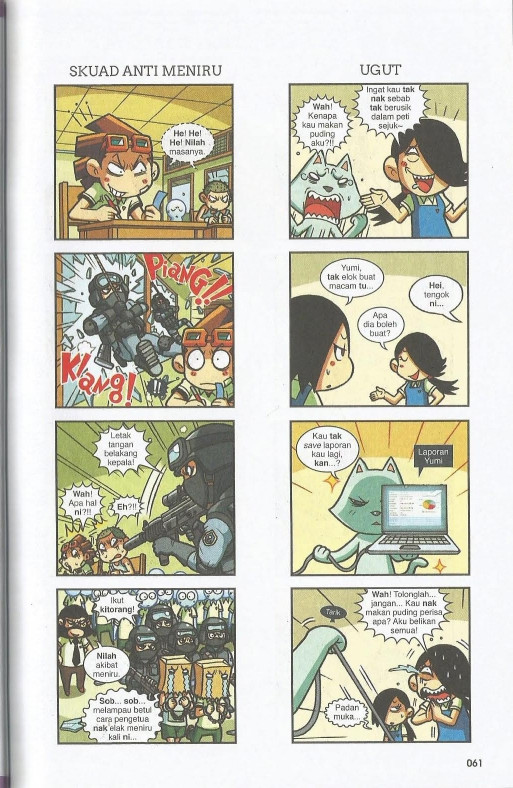 SKUAD ANTI MENIRU
He! He!
He! Nilah
masanya.
Piang!!
Klang!
Letak
tangan
belakang
kepala!
Wah!
Apa hal
ni?!!
Eh?!!
Ikut
kitorang!
Nilah
akibat
meniru.
Sob... sob...
melampau betul
cara pengetua
nak elak meniru
kali ni...
UGUT
Wah!
Kenapa
kau makan
puding
aku?!!
Ingat kau tak
nak sebab
tak berusik
dalam peti
sejuk~
Yumi,
tak elok buat
macam tu...
Apa
dia boleh
buat?
Hei,
tengok
ni...
Kau tak
save laporan
kau lagi,
kan...?
Laporan
Yumi
Tarik
Wah! Tolonglah...
jangan... Kau nak
makan puding perisa
apa? Aku belikan
semua!
Padan
muka...
061